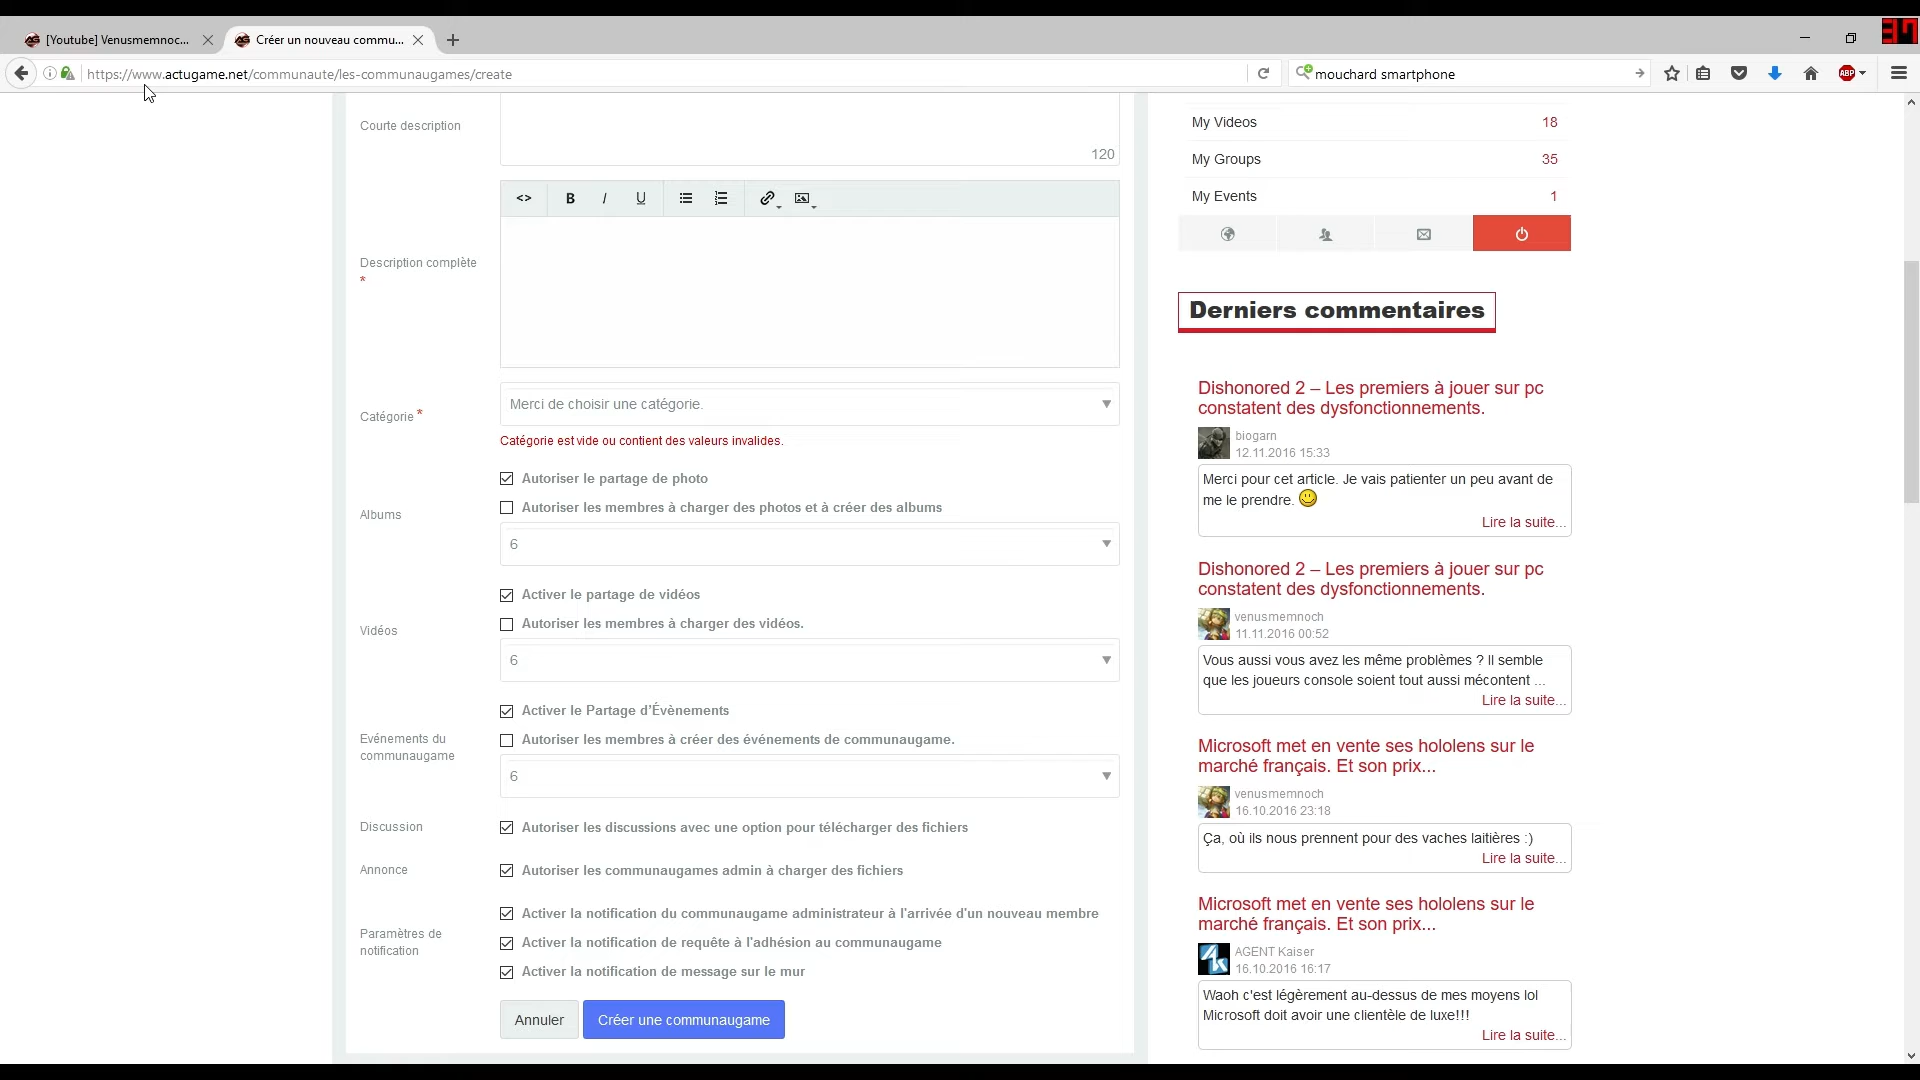 [Youtube] Venusmemnoc...
Créer un nouveau commu...
37
https://www.actugame.net/communaute/les-communaugames/create
mouchard smartphone
ABP
Courte description
120
<>
B
I
U
Description complète
*
Catégorie *
Merci de choisir une catégorie.
Catégorie est vide ou contient des valeurs invalides.
Albums
Autoriser le partage de photo
Autoriser les membres à charger des photos et à créer des albums
6
Vidéos
Activer le partage de vidéos
Autoriser les membres à charger des vidéos.
6
Evénements du
communaugame
Activer le Partage d'Évènements
Autoriser les membres à créer des événements de communaugame.
6
Discussion
Autoriser les discussions avec une option pour télécharger des fichiers
Annonce
Autoriser les communaugames admin à charger des fichiers
Paramètres de
notification
Activer la notification du communaugame administrateur à l'arrivée d'un nouveau membre
Activer la notification de requête à l'adhésion au communaugame
Activer la notification de message sur le mur
Annuler
Créer une communaugame
My Videos 18
My Groups 35
My Events 1
Derniers commentaires
Dishonored 2 – Les premiers à jouer sur pc
constatent des dysfonctionnements.
biogarn
12.11.2016 15:33
Merci pour cet article. Je vais patienter un peu avant de
me le prendre.
Lire la suite...
Dishonored 2 – Les premiers à jouer sur pc
constatent des dysfonctionnements.
venusmemnoch
11.11.2016 00:52
Vous aussi vous avez les même problèmes ? Il semble
que les joueurs console soient tout aussi mécontent ...
Lire la suite...
Microsoft met en vente ses hololens sur le
marché français. Et son prix...
venusmemnoch
16.10.2016 23:18
Ça, où ils nous prennent pour des vaches laitières :)
Lire la suite...
Microsoft met en vente ses hololens sur le
marché français. Et son prix...
AGENT Kaiser
16.10.2016 16:17
Waoh c'est légèrement au-dessus de mes moyens lol
Microsoft doit avoir une clientèle de luxe!!!
Lire la suite...